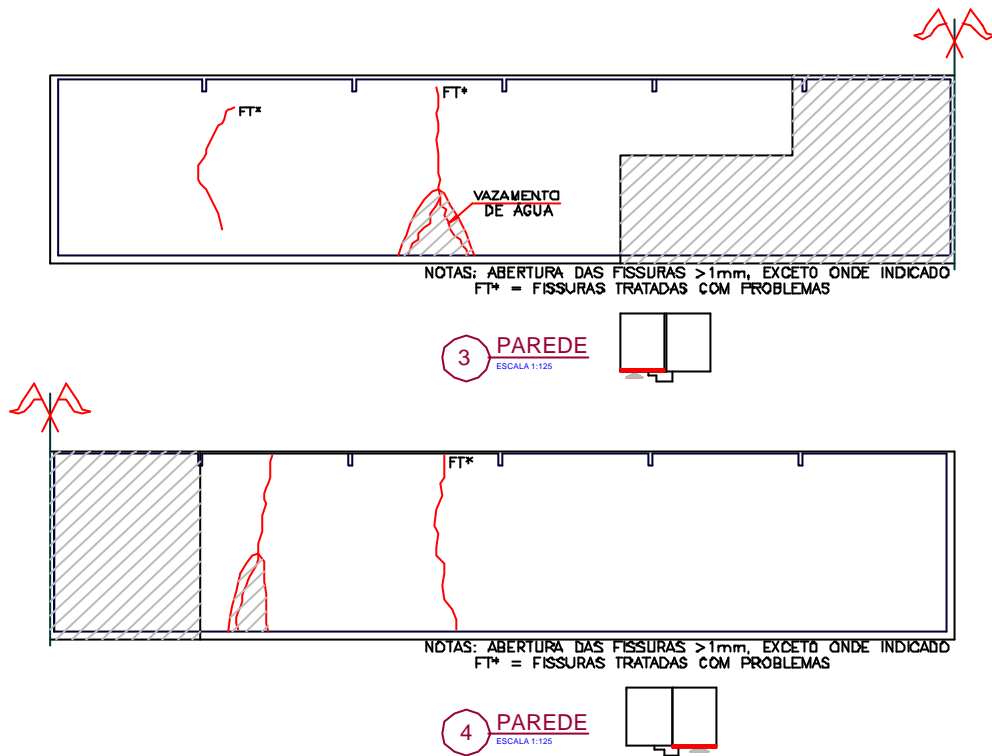 FT*
FT*
VAZAMENTO
DE ÁGUA
NOTAS: ABERTURA DAS FISSURAS >1mm, EXCETO ONDE INDICADO
FT* = FISSURAS TRATADAS COM PROBLEMAS
3 PAREDE
ESCALA 1:125
FT*
NOTAS: ABERTURA DAS FISSURAS >1mm, EXCETO ONDE INDICADO
FT* = FISSURAS TRATADAS COM PROBLEMAS
4 PAREDE
ESCALA 1:125